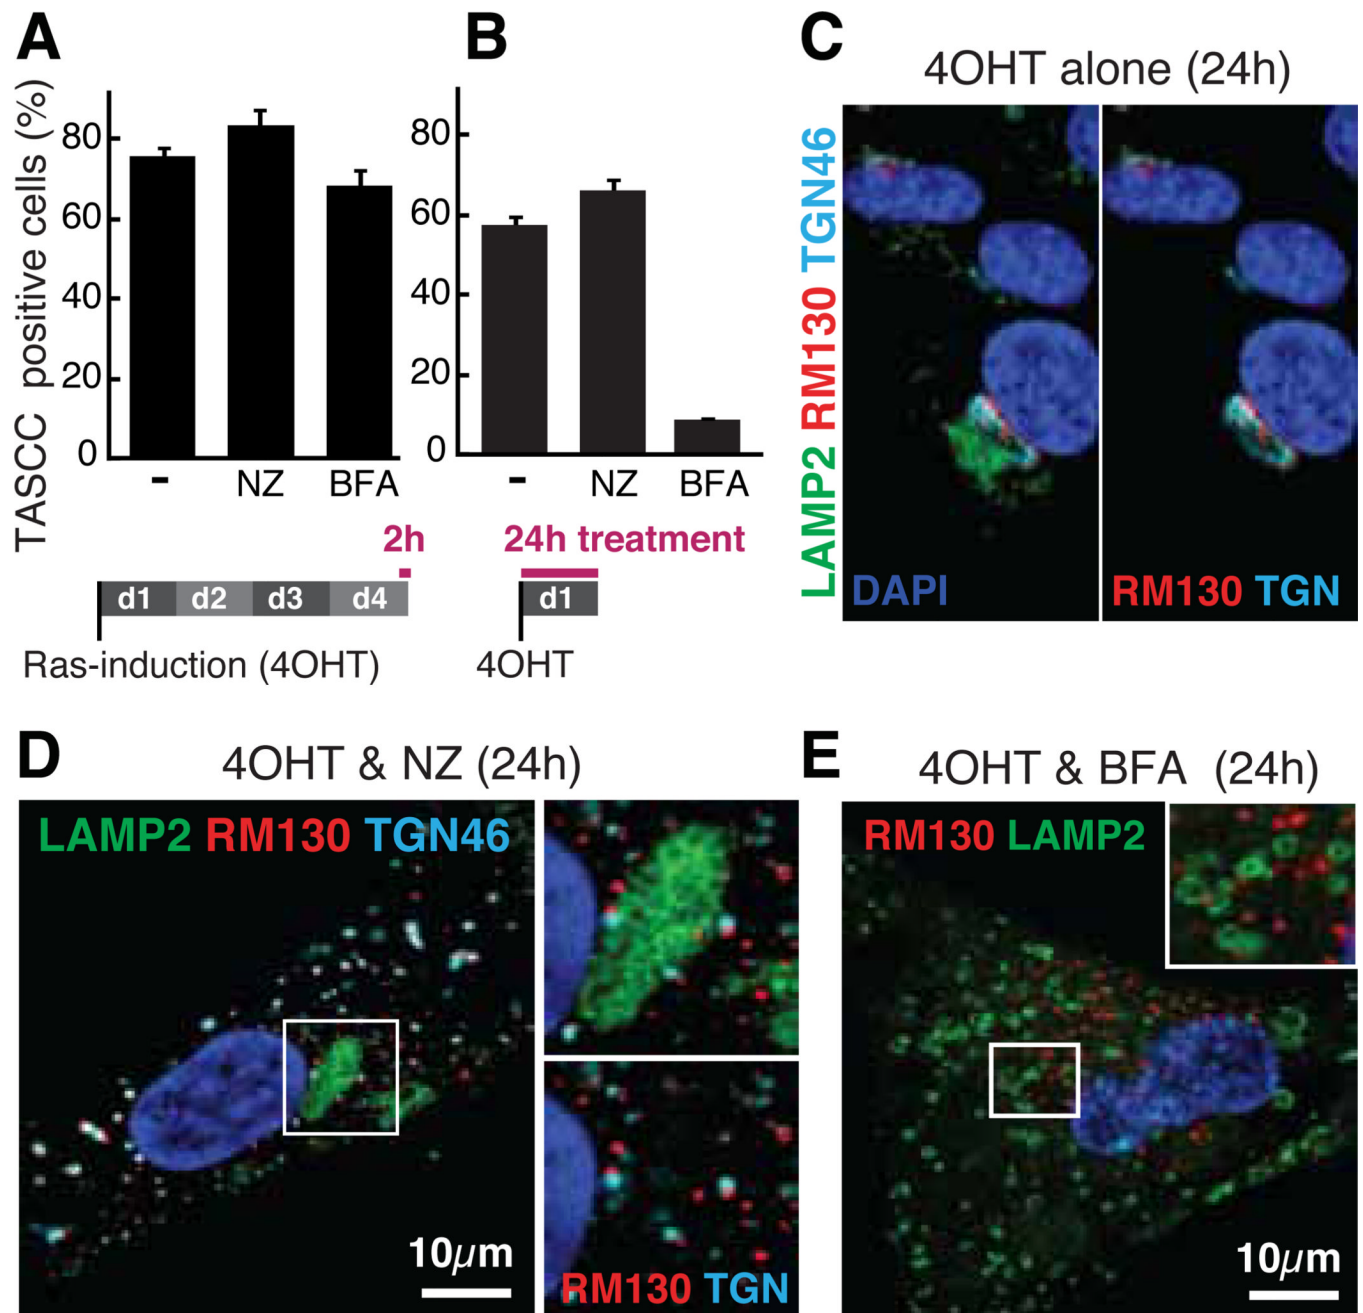 A
B
C
4OHT alone (24h)
TASCC positive cells (%)
80
60
40
20
0
- NZ BFA
80
60
40
20
0
- NZ BFA
2h
d1 d2 d3 d4
Ras-induction (4OHT)
24h treatment
d1
4OHT
LAMP2 RM130 TGN46
DAPI
RM130 TGN
D
4OHT & NZ (24h)
LAMP2 RM130 TGN46
10µm
RM130 TGN
E
4OHT & BFA (24h)
RM130 LAMP2
10µm